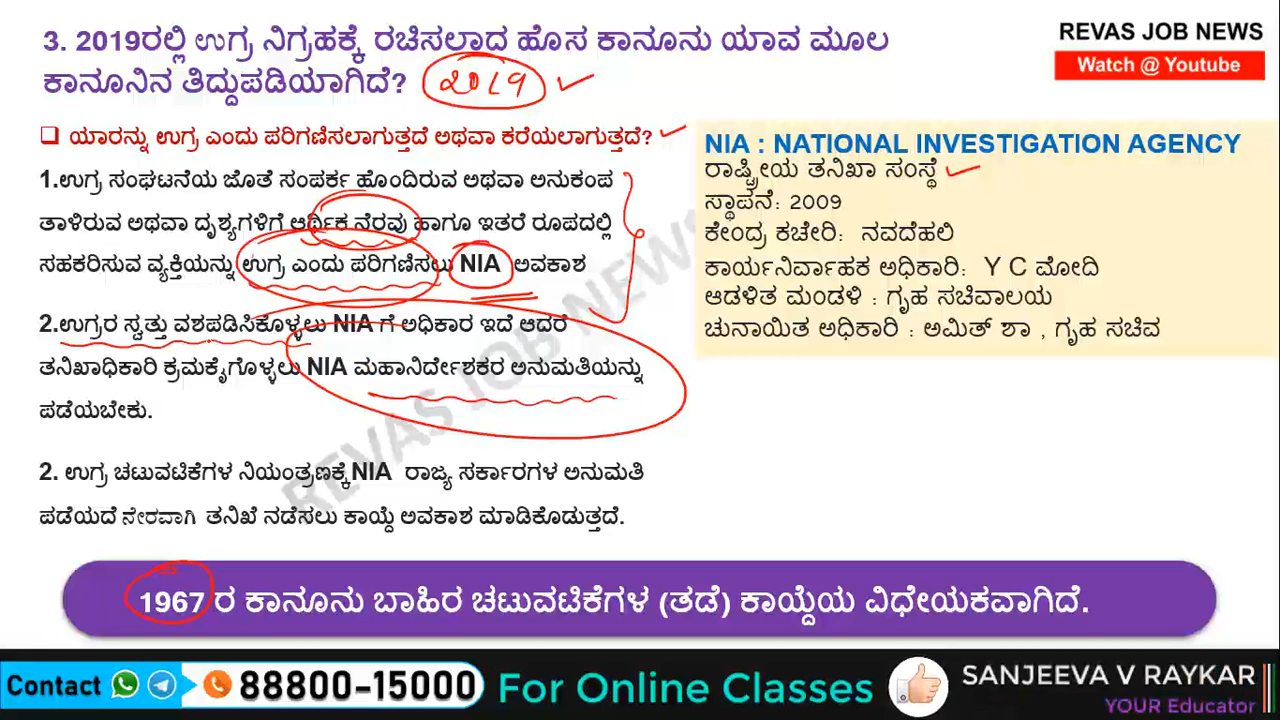 3. 2019ರಲ್ಲಿ ಉಗ್ರ ನಿಗ್ರಹಕ್ಕೆ ರಚಿಸಲಾದ ಹೊಸ ಕಾನೂನು ಯಾವ ಮೂಲ
ಕಾನೂನಿನ ತಿದ್ದುಪಡಿಯಾಗಿದೆ? 2019
REVAS JOB NEWS
Watch @ Youtube
ಯಾರನ್ನು ಉಗ್ರ ಎಂದು ಪರಿಗಣಿಸಲಾಗುತ್ತದೆ ಅಥವಾ ಕರೆಯಲಾಗುತ್ತದೆ?
1.ಉಗ್ರ ಸಂಘಟನೆಯ ಜೊತೆ ಸಂಪರ್ಕ ಹೊಂದಿರುವ ಅಥವಾ ಅನುಕಂಪ
ತಾಳಿರುವ ಅಥವಾ ದೃಶ್ಯಗಳಿಗೆ ಆರ್ಥಿಕ ನೆರವು ಹಾಗೂ ಇತರೆ ರೂಪದಲ್ಲಿ
ಸಹಕರಿಸುವ ವ್ಯಕ್ತಿಯನ್ನು ಉಗ್ರ ಎಂದು ಪರಿಗಣಿಸಲು NIA ಅವಕಾಶ
2.ಉಗ್ರರ ಸ್ವತ್ತು ವಶಪಡಿಸಿಕೊಳ್ಳಲು NIA ಗೆ ಅಧಿಕಾರ ಇದೆ ಆದರೆ
ತನಿಖಾಧಿಕಾರಿ ಕ್ರಮಕೈಗೊಳ್ಳಲು NIA ಮಹಾನಿರ್ದೇಶಕರ ಅನುಮತಿಯನ್ನು
ಪಡೆಯಬೇಕು.
2. ಉಗ್ರ ಚಟುವಟಿಕೆಗಳ ನಿಯಂತ್ರಣಕ್ಕೆ NIA ರಾಜ್ಯ ಸರ್ಕಾರಗಳ ಅನುಮತಿ
ಪಡೆಯದೆ ನೇರವಾಗಿ ತನಿಖೆ ನಡೆಸಲು ಕಾಯ್ದೆ ಅವಕಾಶ ಮಾಡಿಕೊಡುತ್ತದೆ.
NIA : NATIONAL INVESTIGATION AGENCY
ರಾಷ್ಟ್ರೀಯ ತನಿಖಾ ಸಂಸ್ಥೆ
ಸ್ಥಾಪನೆ: 2009
ಕೇಂದ್ರ ಕಚೇರಿ: ನವದೆಹಲಿ
ಕಾರ್ಯನಿರ್ವಾಹಕ ಅಧಿಕಾರಿ: Y C ಮೋದಿ
ಆಡಳಿತ ಮಂಡಳಿ : ಗೃಹ ಸಚಿವಾಲಯ
ಚುನಾಯಿತ ಅಧಿಕಾರಿ : ಅಮಿತ್ ಶಾ , ಗೃಹ ಸಚಿವ
REVAS JOB NEWS
1967 ರ ಕಾನೂನು ಬಾಹಿರ ಚಟುವಟಿಕೆಗಳ (ತಡೆ) ಕಾಯ್ದೆಯ ವಿಧೇಯಕವಾಗಿದೆ.
Contact 88800-15000 For Online Classes
SANJEEVA V RAYKAR
YOUR Educator